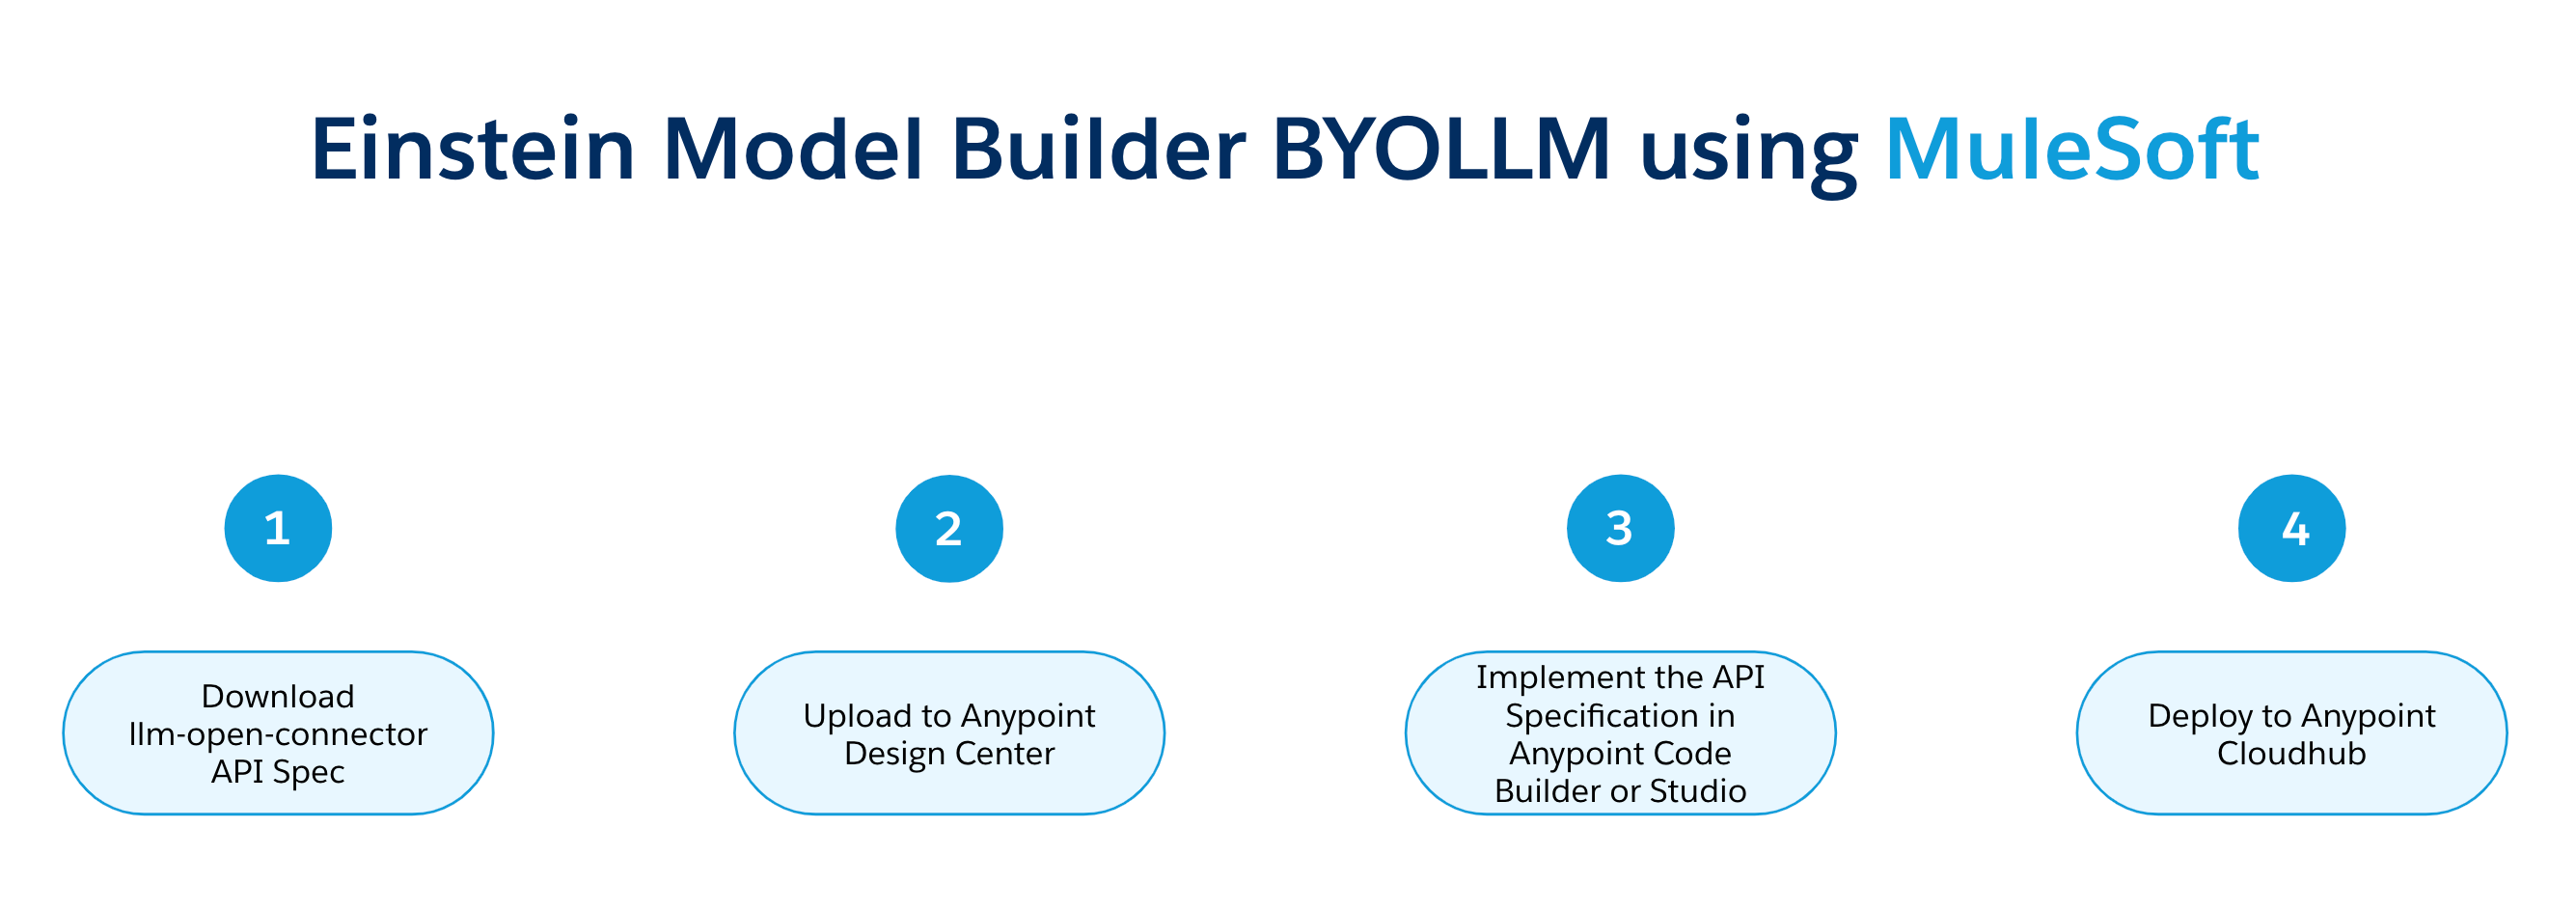 Einstein Model Builder BYOLLM using MuleSoft
1
2
3
4
Download
llm-open-connector
API Spec
Upload to Anypoint
Design Center
Implement the API
Specification in
Anypoint Code
Builder or Studio
Deploy to Anypoint
Cloudhub